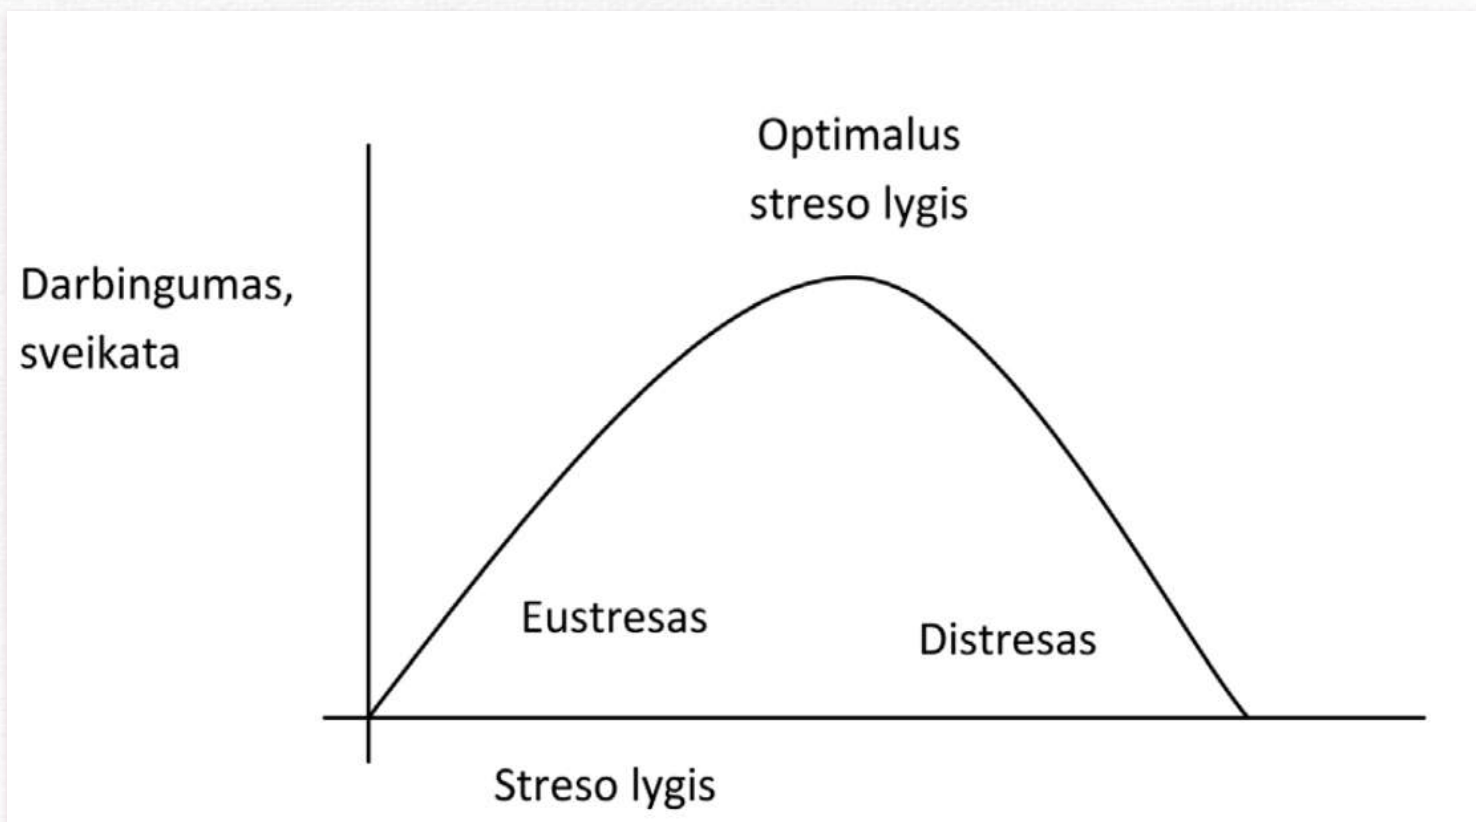 Optimalus
streso lygis
Darbingumas,
sveikata
Eustresas
Distresas
Streso lygis